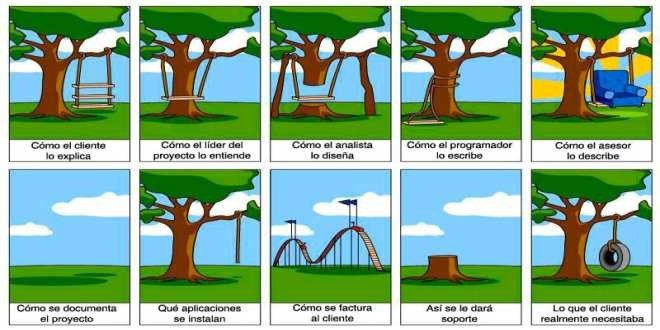 Cómo el cliente
lo explica
Cómo el líder del
proyecto lo entiende
Cómo el analista
lo diseña
Cómo el programador
lo escribe
Cómo el asesor
lo describe
Cómo se documenta
el proyecto
Qué aplicaciones
se instalan
Cómo se factura
al cliente
Así se le dará
soporte
Lo que el cliente
realmente necesitaba